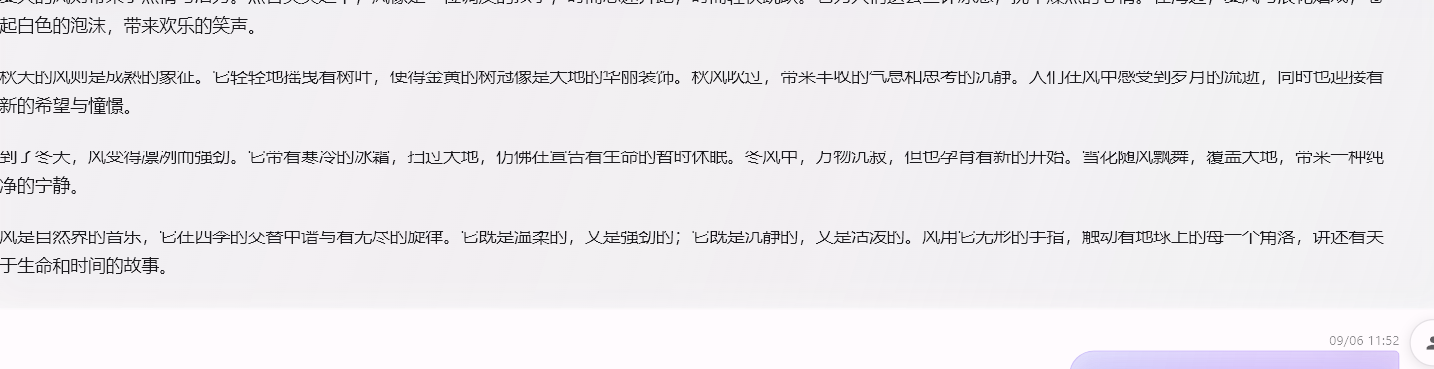 夏天的风则带来了热情与活力。
起白色的泡沫，带来欢乐的笑声。
秋天的风则是成熟的象征。它轻轻地摇曳着树叶，使得金黄的树冠像是大地的华丽装饰。秋风吹过，带来丰收的气息和思考的沉静。人们在风中感受到岁月的流逝，同时也迎接着
新的希望与憧憬。
到了冬天，风变得凛冽而强劲。它带着寒冷的冰霜，扫过大地，仿佛在宣告着生命的暂时休眠。冬风中，万物沉寂，但也孕育着新的开始。雪花随风飘舞，覆盖大地，带来一种纯
净的宁静。
风是自然界的音乐，它在四季的交替中谱写着无尽的旋律。它既是温柔的，又是强劲的；它既是沉静的，又是活泼的。风用它无形的手指，触动着地球上的每一个角落，讲述着关
于生命和时间的故事。
09/06 11:52